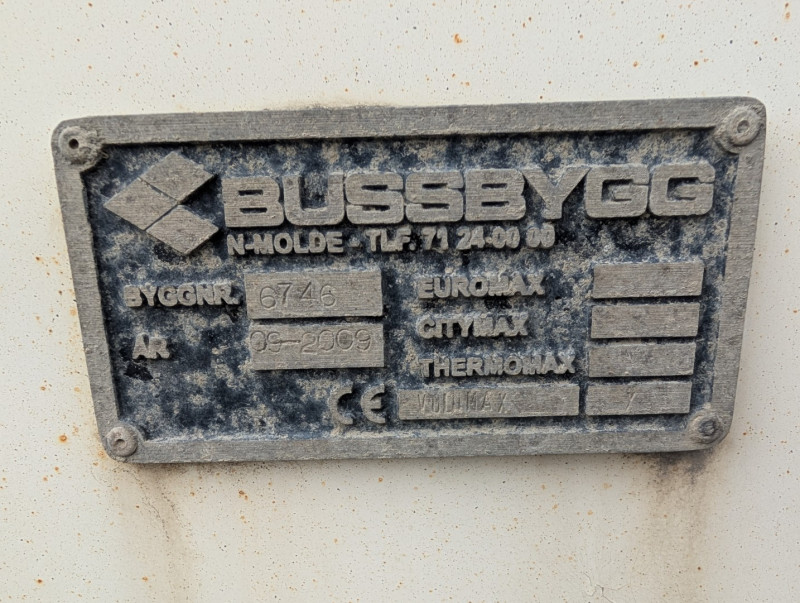 BUSSBYGG
N-MOLDE - TLF. 71 24 00 00
BYGGNR. 6746
ÅR 09-2009
EUROMAX
CITYMAX
THERMOMAX
CE X